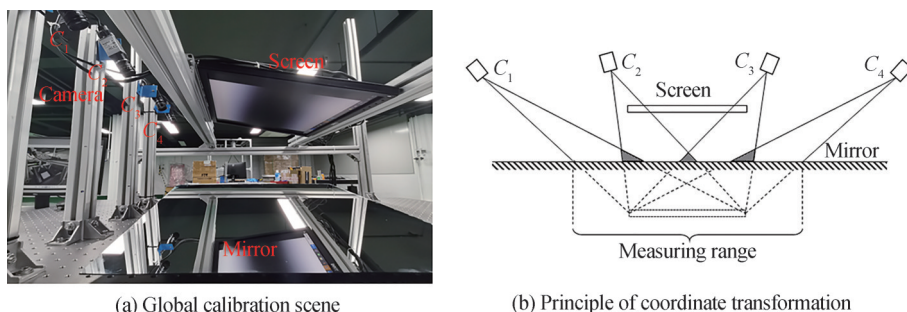 C1
C2
Camera
C3
C4
Screen
Mirror
(a) Global calibration scene
C1
C2
C3
C4
Screen
Mirror
Measuring range
(b) Principle of coordinate transformation